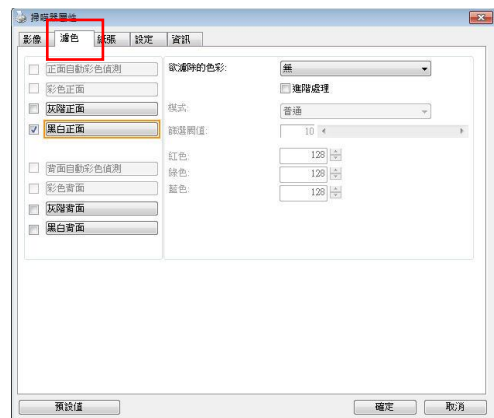 掃瞄器屬性
影像 濾色 紙張 設定 資訊
正面自動彩色偵測
彩色正面
灰階正面
黑白正面
背面自動彩色偵測
彩色背面
灰階背面
黑白背面
欲濾除的色彩: 無
進階處理
模式: 普通
篩選閥值: 10
紅色: 128
綠色: 128
藍色: 128
預設值 確定 取消